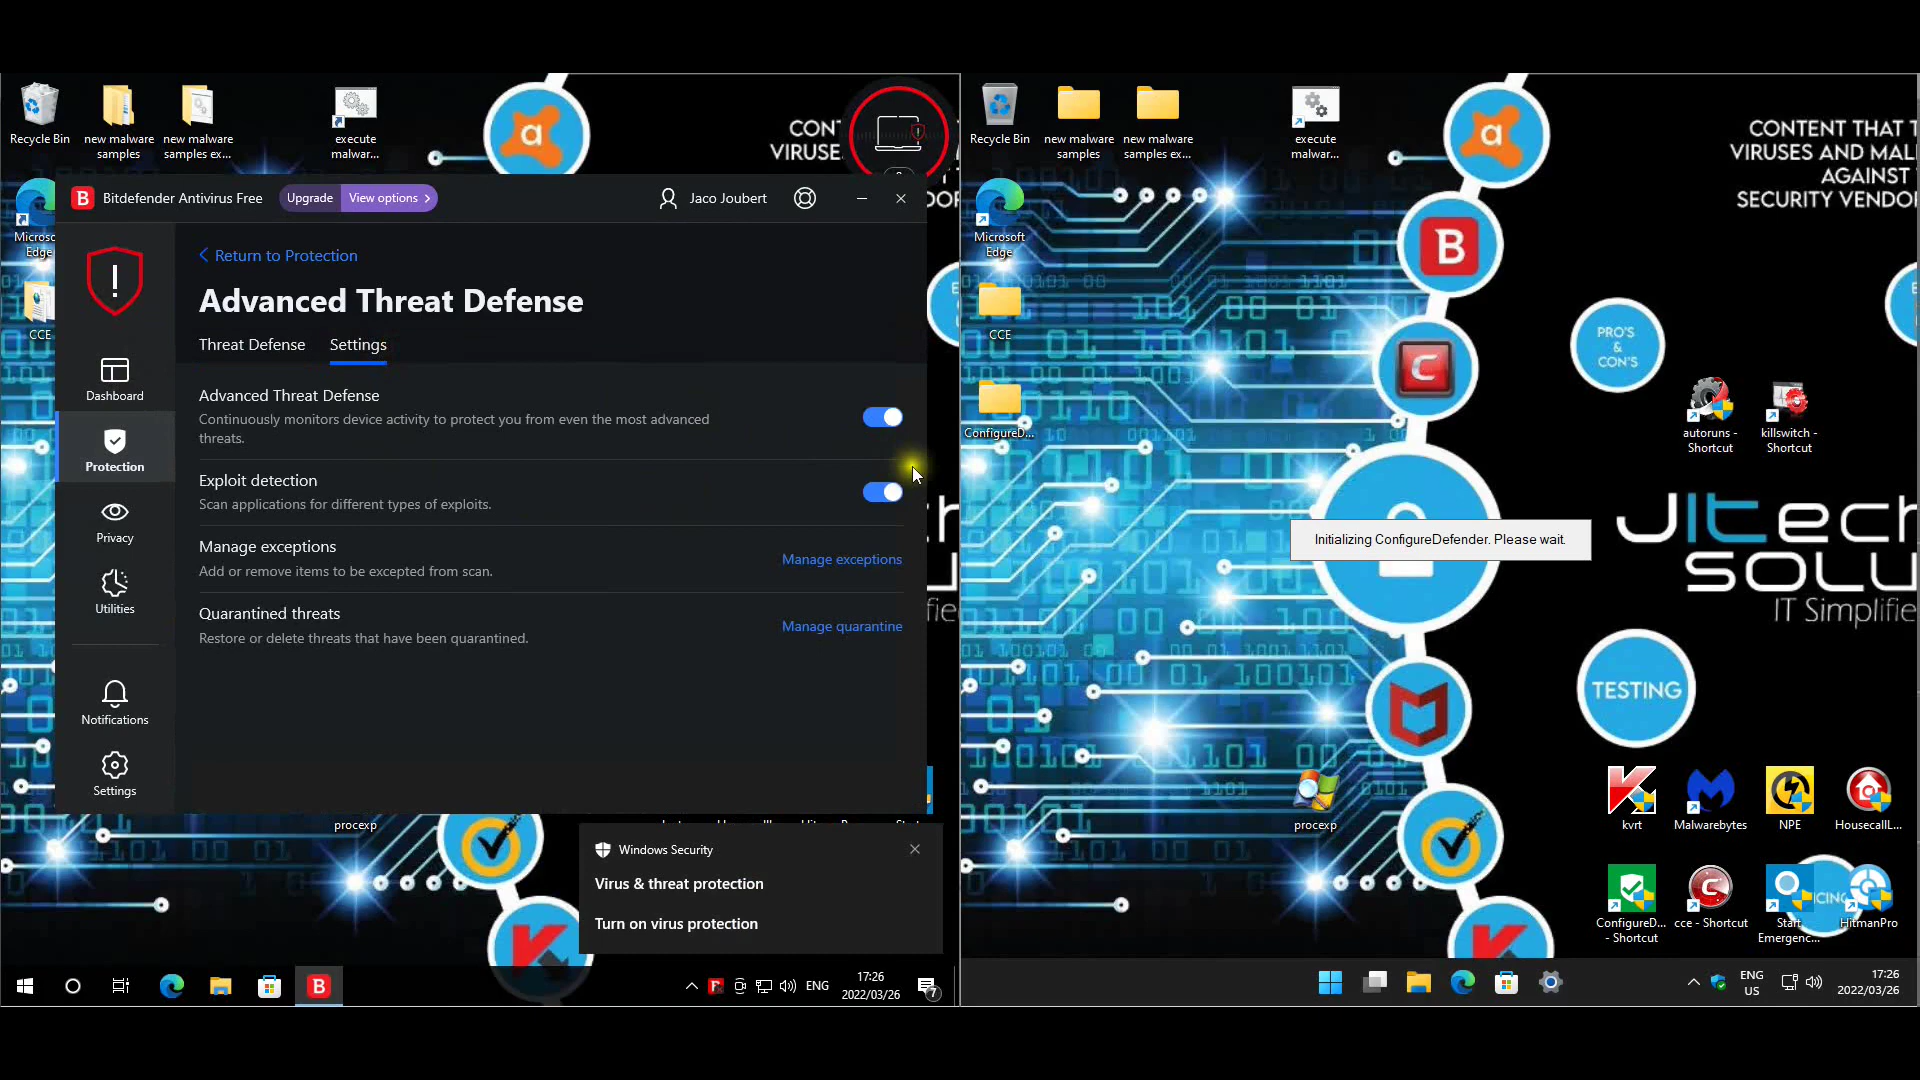 Recycle Bin
new malware
samples
new malware
samples ex...
execute
malwar...
CONT
VIRUSE
Microso
Edge
CCE
Bitdefender Antivirus Free
Upgrade
View options
Jaco Joubert
Return to Protection
Advanced Threat Defense
Threat Defense
Settings
Advanced Threat Defense
Continuously monitors device activity to protect you from even the most advanced
threats.
Exploit detection
Scan applications for different types of exploits.
Manage exceptions
Add or remove items to be excepted from scan.
Manage exceptions
Quarantined threats
Restore or delete threats that have been quarantined.
Manage quarantine
Dashboard
Protection
Privacy
Utilities
Notifications
Settings
procexp
Windows Security
Virus & threat protection
Turn on virus protection
ENG
17:26
2022/03/26
7
Recycle Bin
new malware
samples
new malware
samples ex...
execute
malwar...
CONTENT THAT T
VIRUSES AND MAL
AGAINST
SECURITY VENDO
Microsoft
Edge
CCE
ConfigureD...
PRO'S
&
CON'S
autoruns -
Shortcut
killswitch -
Shortcut
JITech
SOLU
IT Simplifie
Initializing ConfigureDefender. Please wait.
TESTING
procexp
kvrt
Malwarebytes
NPE
HousecallL...
ConfigureD...
- Shortcut
cce - Shortcut
Start
Emergenc...
HitmanPro
ENG
US
17:26
2022/03/26